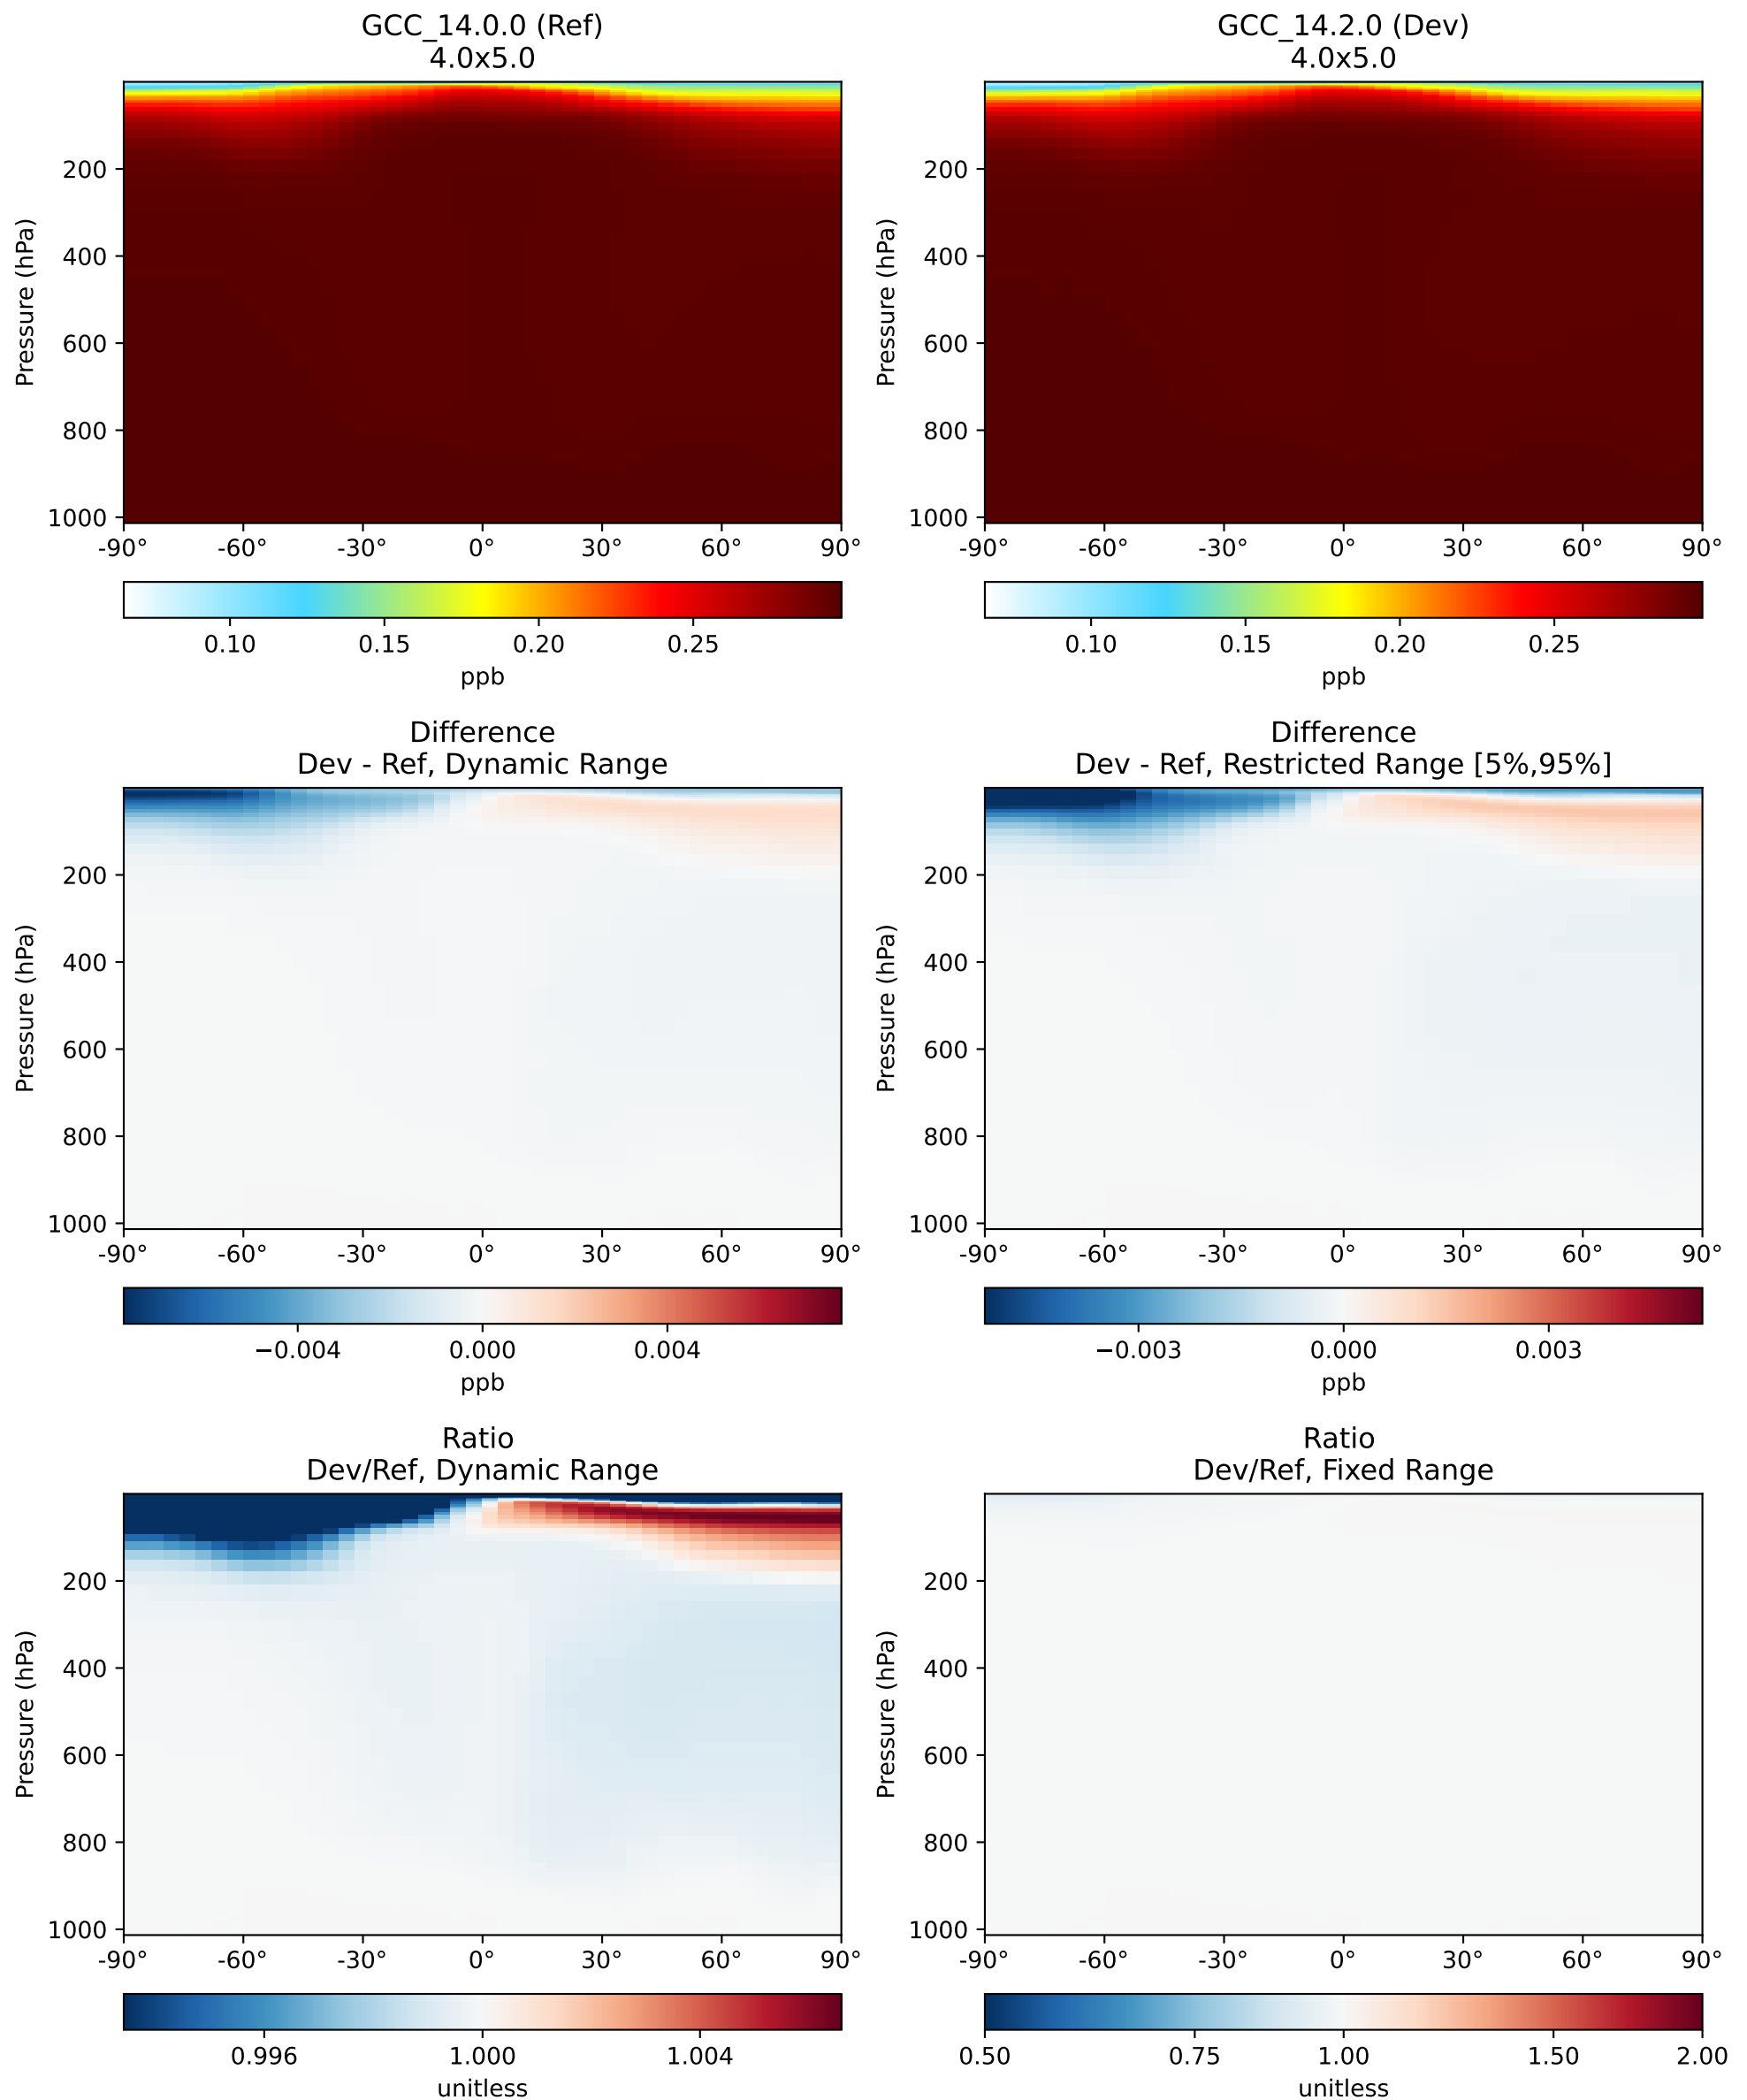 GCC_14.0.0 (Ref)
4.0x5.0
Pressure (hPa)
200
400
600
800
1000
-90° -60° -30° 0° 30° 60° 90°
0.10 0.15 0.20 0.25
ppb
GCC_14.2.0 (Dev)
4.0x5.0
Pressure (hPa)
200
400
600
800
1000
-90° -60° -30° 0° 30° 60° 90°
0.10 0.15 0.20 0.25
ppb
Difference
Dev - Ref, Dynamic Range
Pressure (hPa)
200
400
600
800
1000
-90° -60° -30° 0° 30° 60° 90°
−0.004 0.000 0.004
ppb
Difference
Dev - Ref, Restricted Range [5%,95%]
Pressure (hPa)
200
400
600
800
1000
-90° -60° -30° 0° 30° 60° 90°
−0.003 0.000 0.003
ppb
Ratio
Dev/Ref, Dynamic Range
Pressure (hPa)
200
400
600
800
1000
-90° -60° -30° 0° 30° 60° 90°
0.996 1.000 1.004
unitless
Ratio
Dev/Ref, Fixed Range
Pressure (hPa)
200
400
600
800
1000
-90° -60° -30° 0° 30° 60° 90°
0.50 0.75 1.00 1.50 2.00
unitless